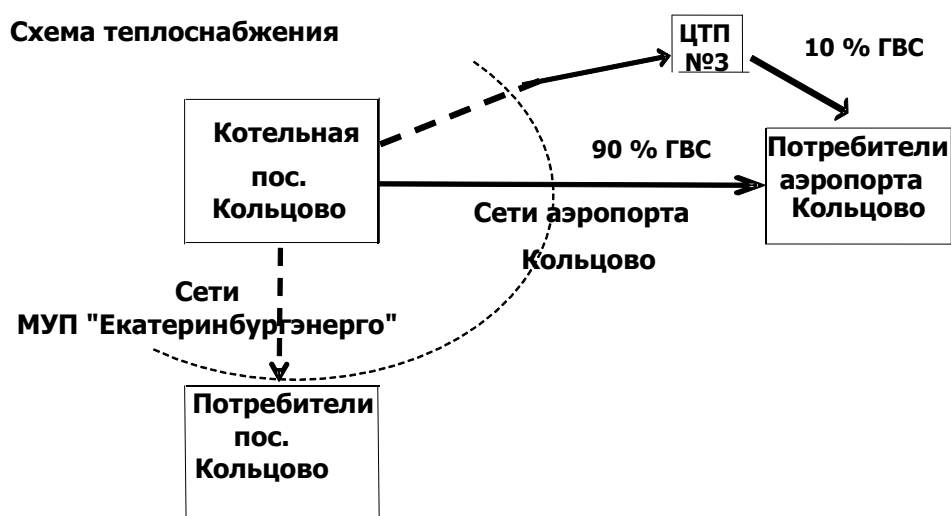 Схема теплоснабжения
ЦТП
№3
10 % ГВС
Котельная
пос.
Кольцово
90 % ГВС
Потребители
аэропорта
Кольцово
Сети аэропорта
Кольцово
Сети
МУП "Екатеринбургэнерго"
Потребители
пос.
Кольцово